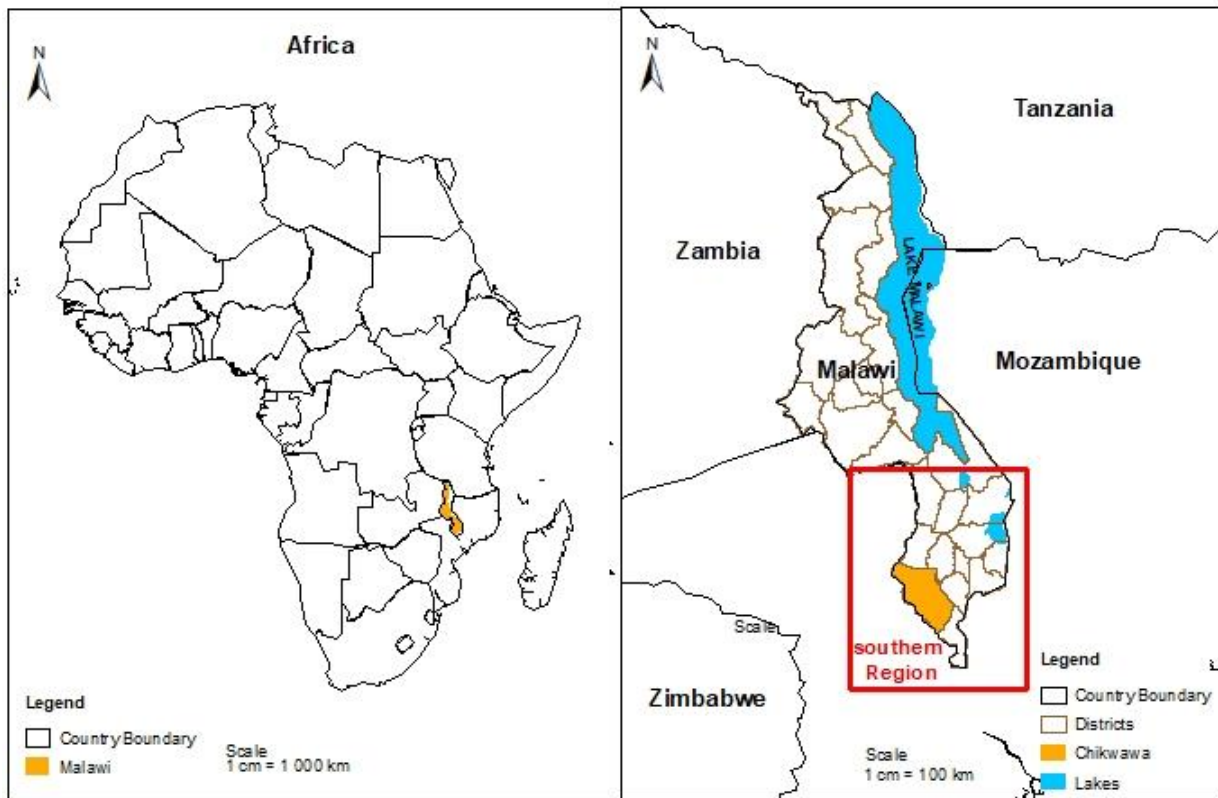 Africa
N
Legend
Country Boundary
Malawi
Scale
1 cm = 1 000 km
N
Tanzania
Zambia
LAKE MALAWI
Malawi
Mozambique
Scale
southern
Region
Zimbabwe
Legend
Country Boundary
Districts
Chikwawa
Lakes
Scale
1 cm = 100 km